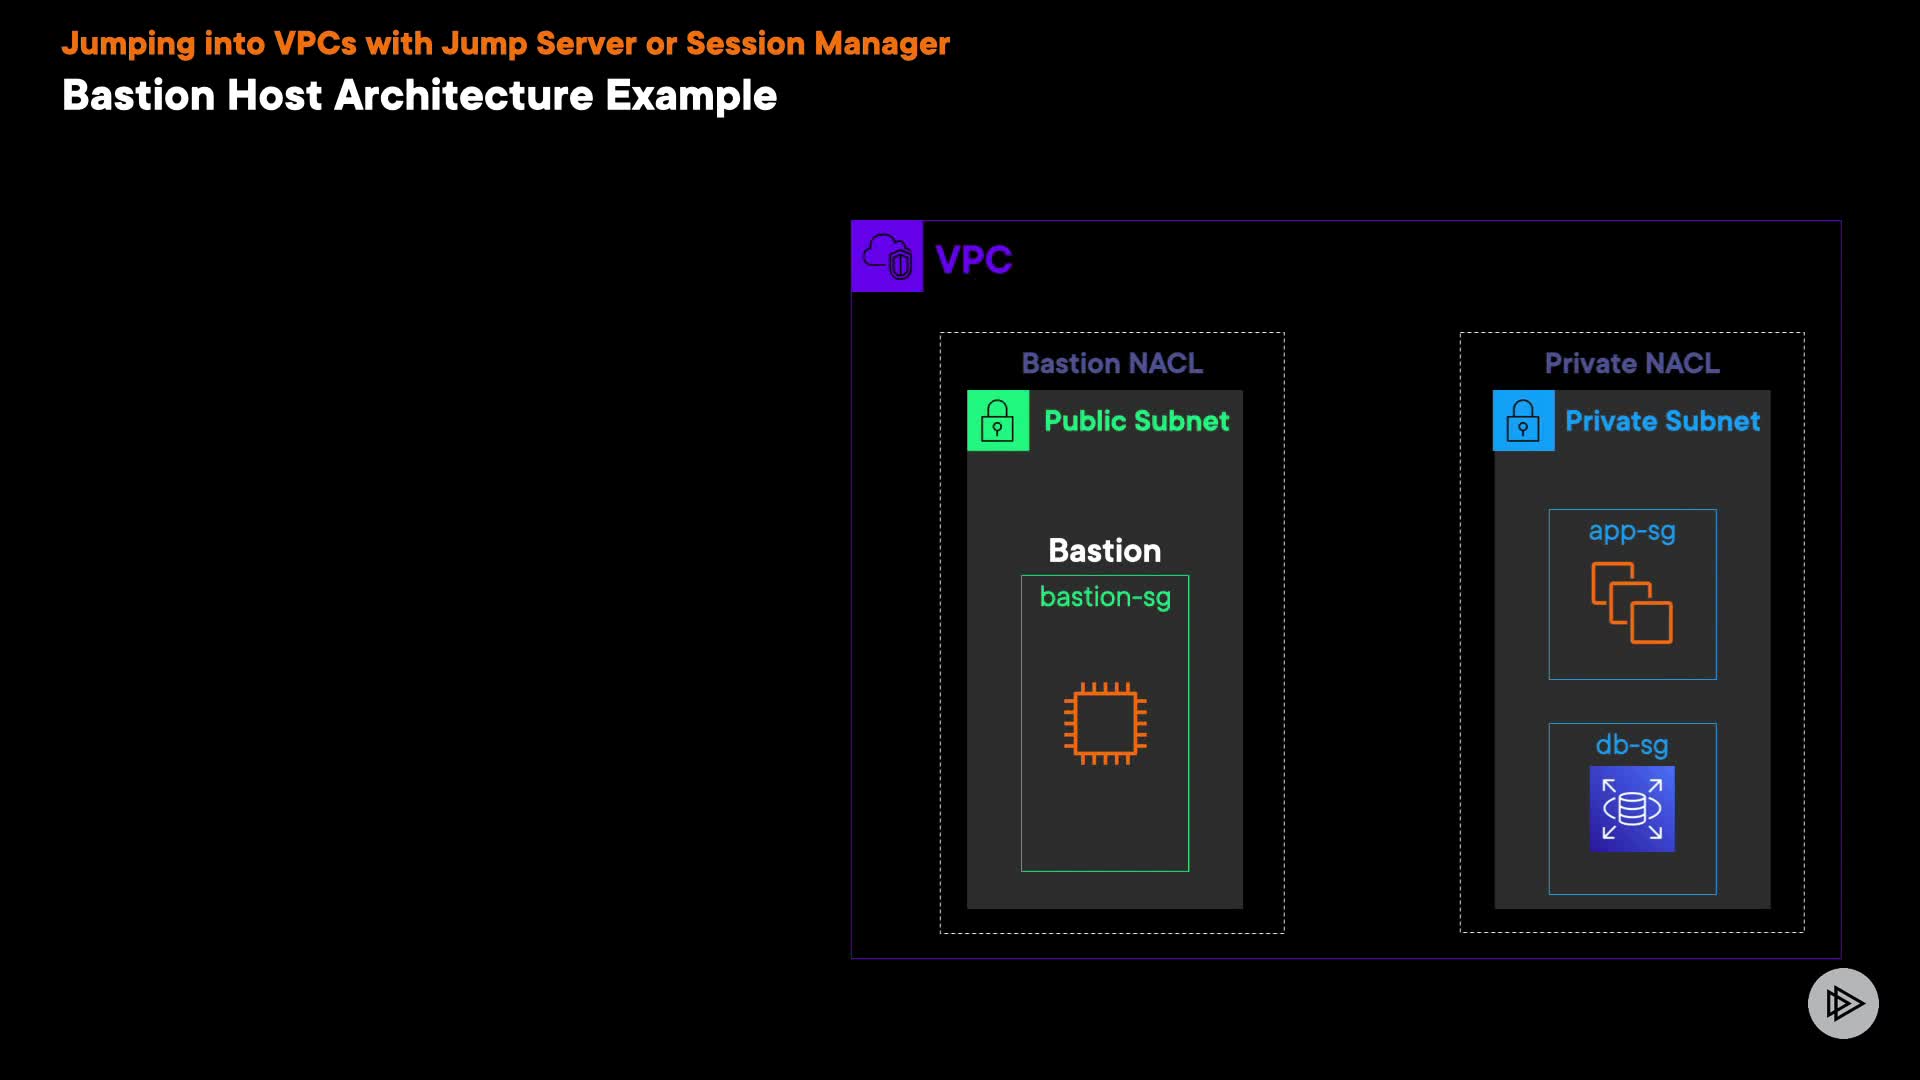 Jumping into VPCs with Jump Server or Session Manager
Bastion Host Architecture Example
VPC
Bastion NACL
Public Subnet
Bastion
bastion-sg
Private NACL
Private Subnet
app-sg
db-sg